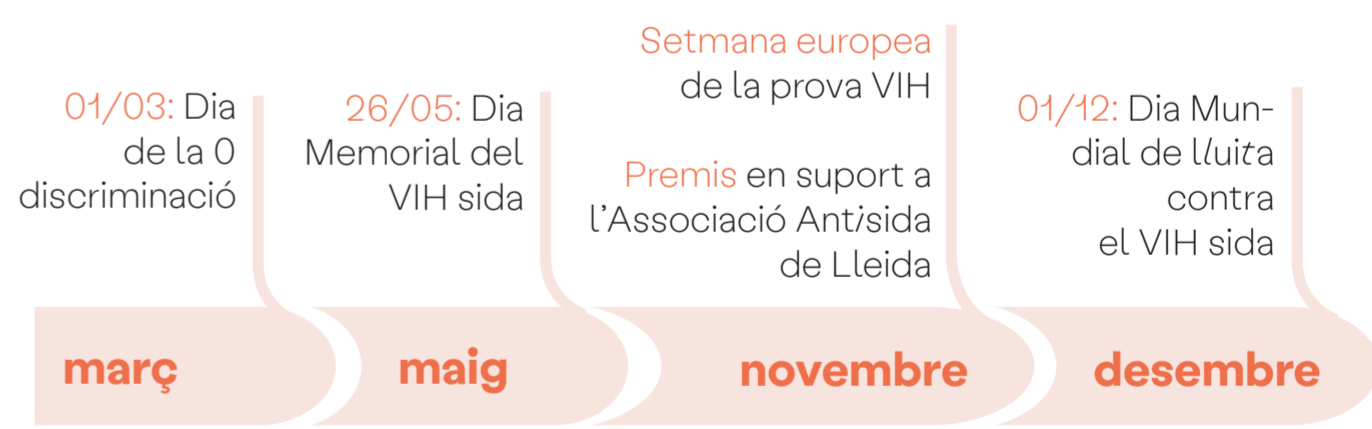 01/03: Dia
de la 0
discriminació
26/05: Dia
Memorial del
VIH sida
Setmana europea
de la prova VIH
Premis en suport a
l'Associació Antisida
de Lleida
01/12: Dia Mun-
dial de lluita
contra
el VIH sida
març
maig
novembre
desembre